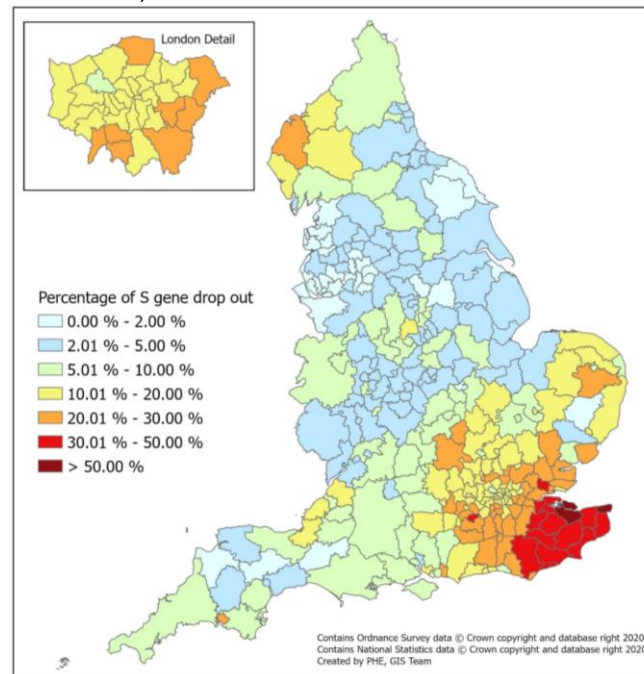 London Detail
Percentage of S gene drop out
0.00 % - 2.00 %
2.01 % - 5.00 %
5.01 % - 10.00 %
10.01 % - 20.00 %
20.01 % - 30.00 %
30.01 % - 50.00 %
> 50.00 %
Contains Ordnance Survey data © Crown copyright and database right 2020
Contains National Statistics data © Crown copyright and database right 2020
Created by PHE, GIS Team